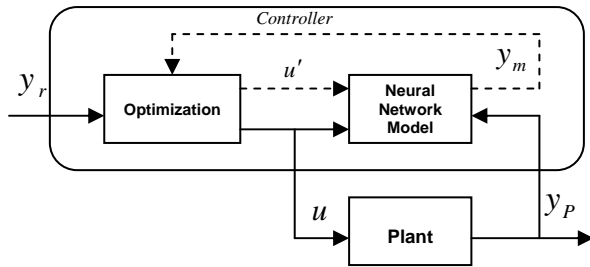 Controller
y_r
u'
y_m
Optimization
Neural
Network
Model
u
y_P
Plant